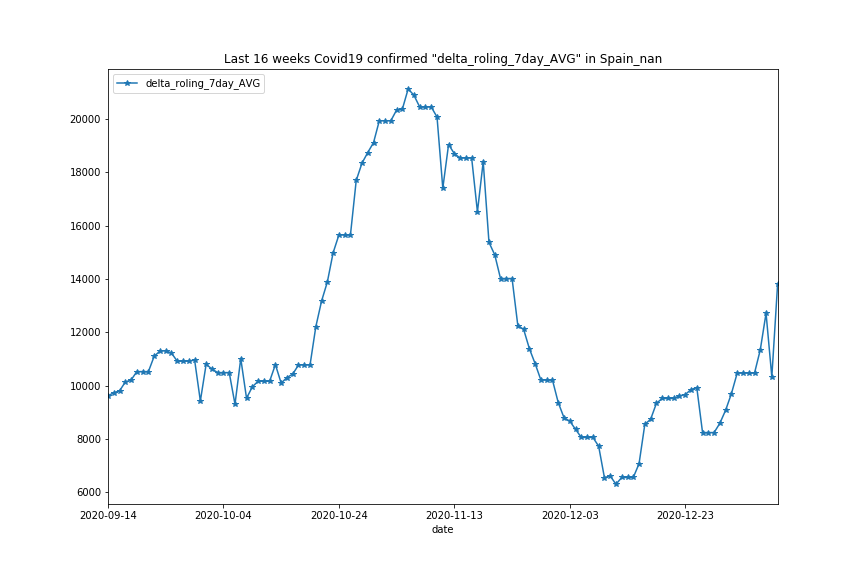 Last 16 weeks Covid19 confirmed "delta_roling_7day_AVG" in Spain_nan
delta_roling_7day_AVG
20000
18000
16000
14000
12000
10000
8000
6000
2020-09-14 2020-10-04 2020-10-24 2020-11-13 2020-12-03 2020-12-23
date